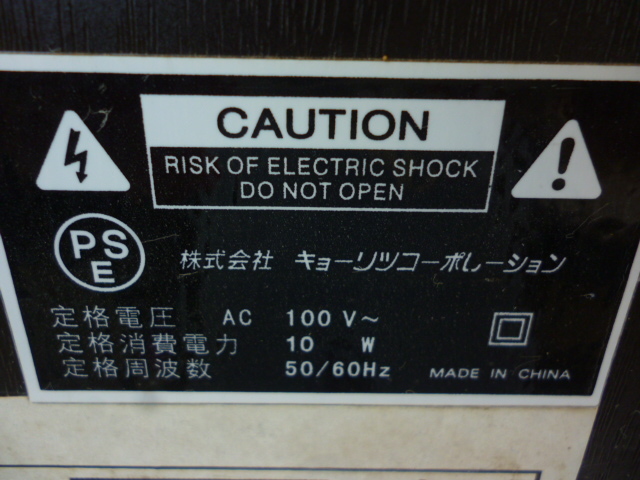 CAUTION
RISK OF ELECTRIC SHOCK
DO NOT OPEN
PS
E
株式会社 キョーリツコーポレーション
定格電圧 AC 100 V~
定格消費電力 10 W
定格周波数 50/60Hz
MADE IN CHINA